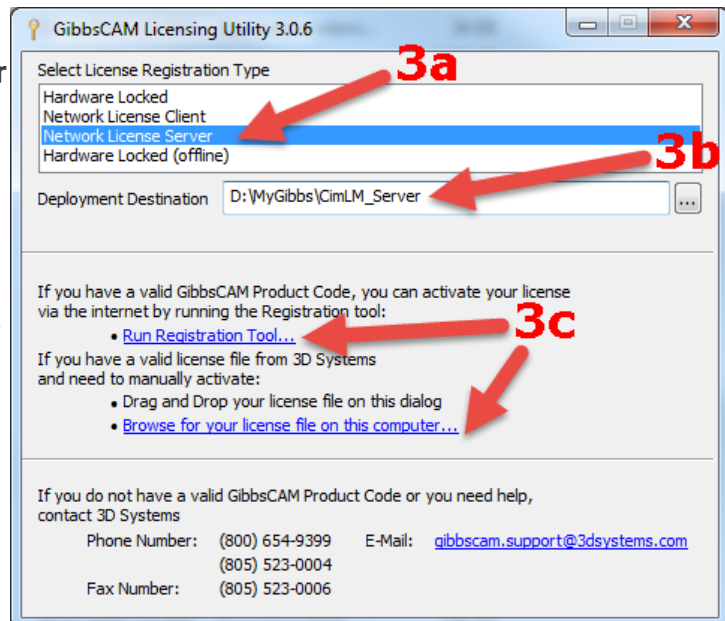 GibbsCAM Licensing Utility 3.0.6
r
Select License Registration Type
3a
Hardware Locked
Network License Client
Network License Server
Hardware Locked (offline)
3b
Deployment Destination D:\MyGibbs\CimLM_Server ...
If you have a valid GibbsCAM Product Code, you can activate your license
via the internet by running the Registration tool:
• Run Registration Tool...
3c
If you have a valid license file from 3D Systems
and need to manually activate:
• Drag and Drop your license file on this dialog
• Browse for your license file on this computer...
If you do not have a valid GibbsCAM Product Code or you need help,
contact 3D Systems
Phone Number: (800) 654-9399 E-Mail: gibbscam.support@3dsystems.com
(805) 523-0004
Fax Number: (805) 523-0006